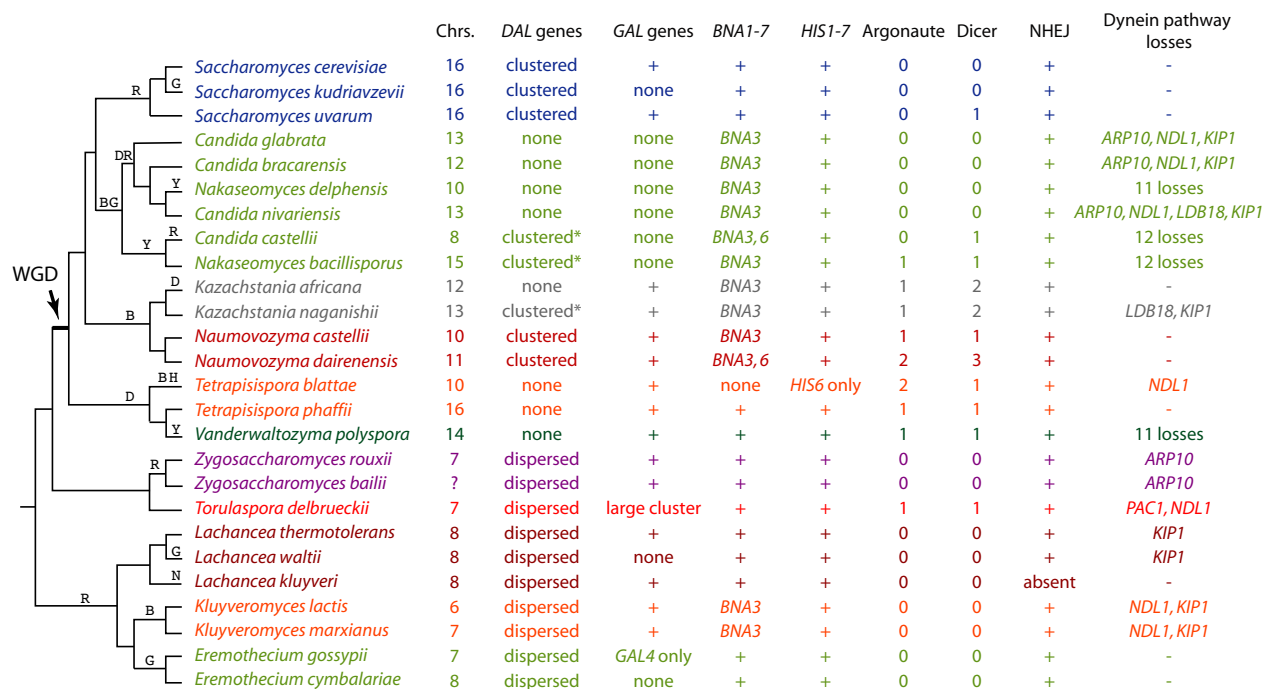 Chrs. DAL genes GAL genes BNA1-7 HIS1-7 Argonaute Dicer NHEJ Dynein pathway losses
R Saccharomyces cerevisiae 16 clustered + + + 0 0 + -
G Saccharomyces kudriavzevii 16 clustered none + + 0 0 + -
Saccharomyces uvarum 16 clustered + + + 0 1 + -
Candida glabrata 13 none none BNA3 + 0 0 + ARP10, NDL1, KIP1
DR Candida bracarensis 12 none none BNA3 + 0 0 + ARP10, NDL1, KIP1
Y Nakaseomyces delphensis 10 none none BNA3 + 0 0 + 11 losses
BG Candida nivariensis 13 none none BNA3 + 0 0 + ARP10, NDL1, LDB18, KIP1
R Candida castellii 8 clustered* none BNA3,6 + 0 1 + 12 losses
Y Nakaseomyces bacillisporus 15 clustered* none BNA3 + 1 1 + 12 losses
WGD
D Kazachstania africana 12 none + BNA3 + 1 2 + -
B Kazachstania naganishii 13 clustered* + BNA3 + 1 2 + LDB18, KIP1
Naumovozyma castellii 10 clustered + BNA3 + 1 1 + -
Naumovozyma dairenensis 11 clustered + BNA3,6 + 2 3 + -
BH Tetrapisispora blattae 10 none + none HIS6 only 2 1 + NDL1
D Tetrapisispora phaffii 16 none + + + 1 1 + -
Y Vanderwaltozyma polyspora 14 none + + + 1 1 + 11 losses
R Zygosaccharomyces rouxii 7 dispersed + + + 0 0 + ARP10
Zygosaccharomyces bailii ? dispersed + + + 0 0 + ARP10
Torulaspora delbrueckii 7 dispersed large cluster + + 1 1 + PAC1, NDL1
Lachancea thermotolerans 8 dispersed + + + 0 0 + KIP1
G Lachancea waltii 8 dispersed none + + 0 0 + KIP1
N Lachancea kluyveri 8 dispersed + + + 0 0 absent -
R B Kluyveromyces lactis 6 dispersed + BNA3 + 0 0 + NDL1, KIP1
Kluyveromyces marxianus 7 dispersed + BNA3 + 0 0 + NDL1, KIP1
G Eremothecium gossypii 7 dispersed GAL4 only + + 0 0 + -
Eremothecium cymbalariae 8 dispersed none + + 0 0 + -